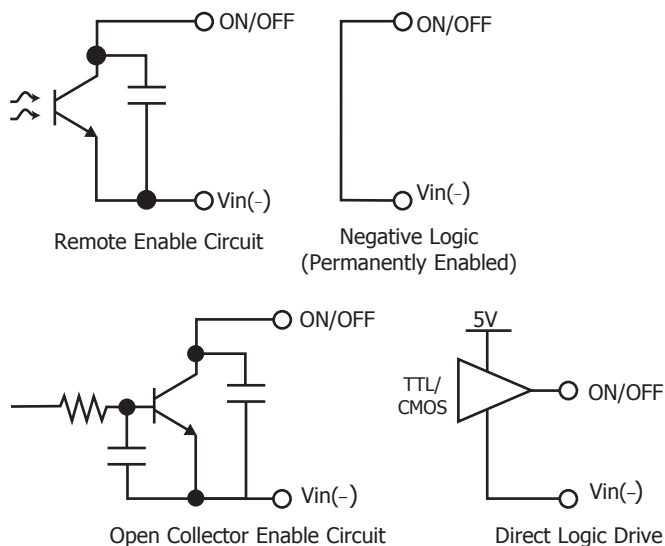 ON/OFF
Vin(–)
Remote Enable Circuit
ON/OFF
Vin(–)
Negative Logic
(Permanently Enabled)
ON/OFF
Vin(–)
Open Collector Enable Circuit
5V
TTL/
CMOS
ON/OFF
Vin(–)
Direct Logic Drive